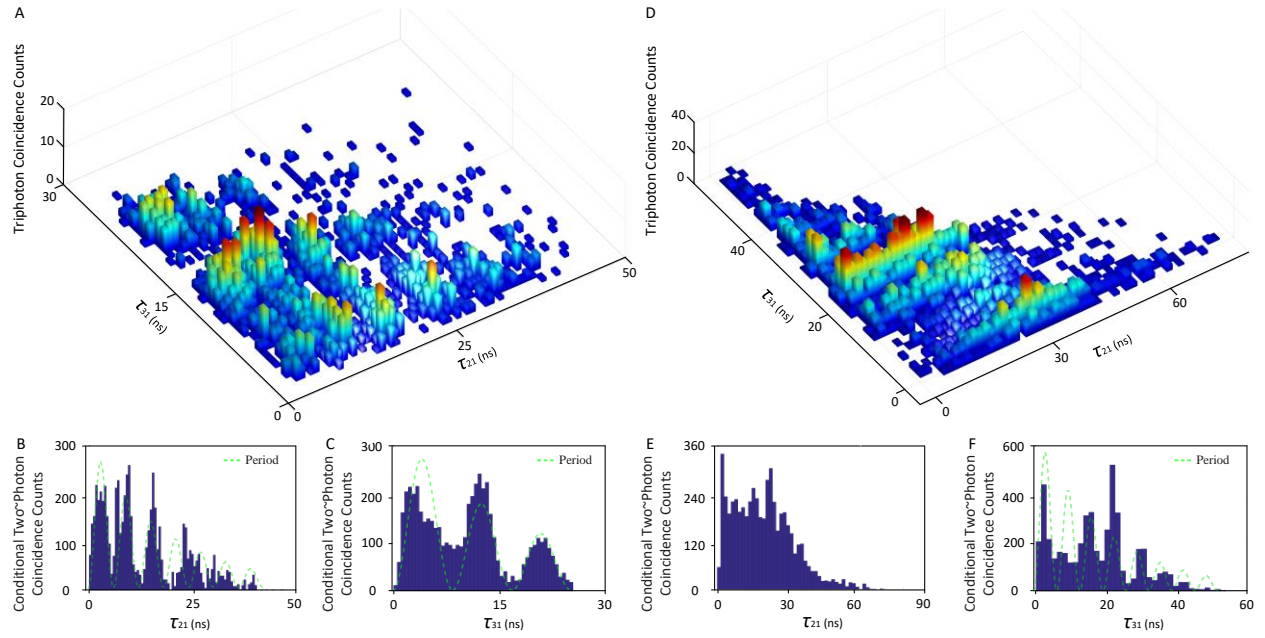 A
Triphoton Coincidence Counts
20
10
0
30
15
0
τ31 (ns)
0
25
50
τ21 (ns)
D
Triphoton Coincidence Counts
40
20
0
40
20
0
τ31 (ns)
0
30
60
τ21 (ns)
B
Conditional Two~Photon
Coincidence Counts
300
200
100
0
0
25
50
τ21 (ns)
Period
C
Conditional Two~Photon
Coincidence Counts
300
200
100
0
0
15
30
τ31 (ns)
Period
E
Conditional Two~Photon
Coincidence Counts
360
240
120
0
0
30
60
90
τ21 (ns)
F
Conditional Two~Photon
Coincidence Counts
600
400
200
0
0
20
40
60
τ31 (ns)
Period